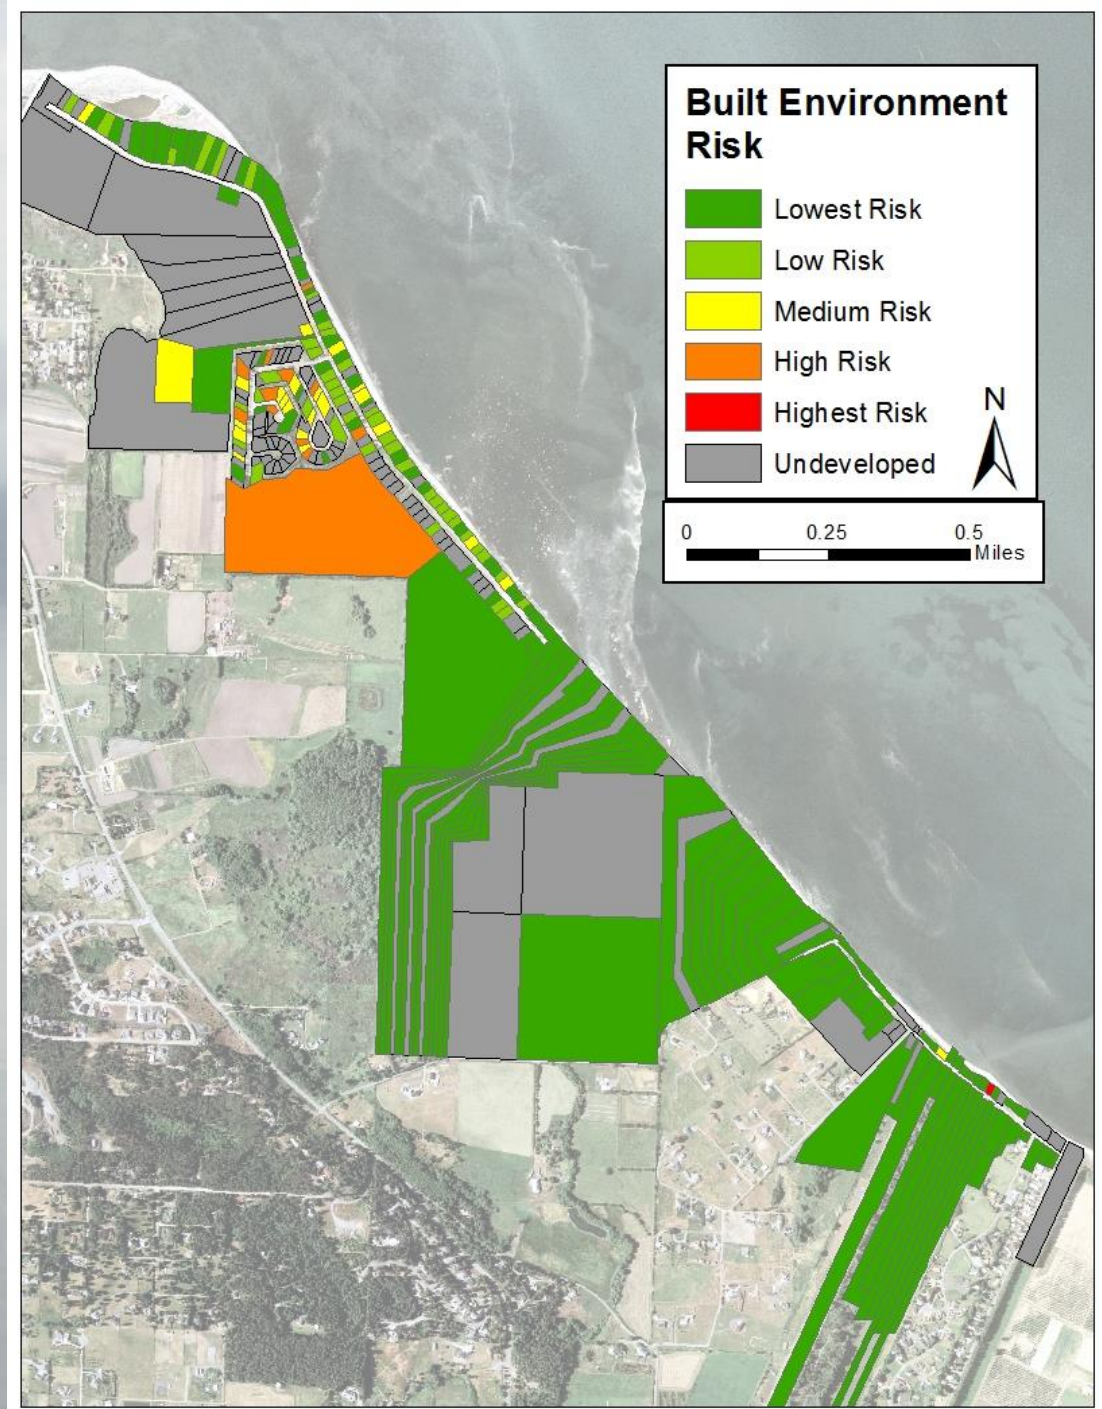 Built Environment
Risk
Lowest Risk
Low Risk
Medium Risk
High Risk
Highest Risk
Undeveloped
N
0 0.25 0.5
Miles